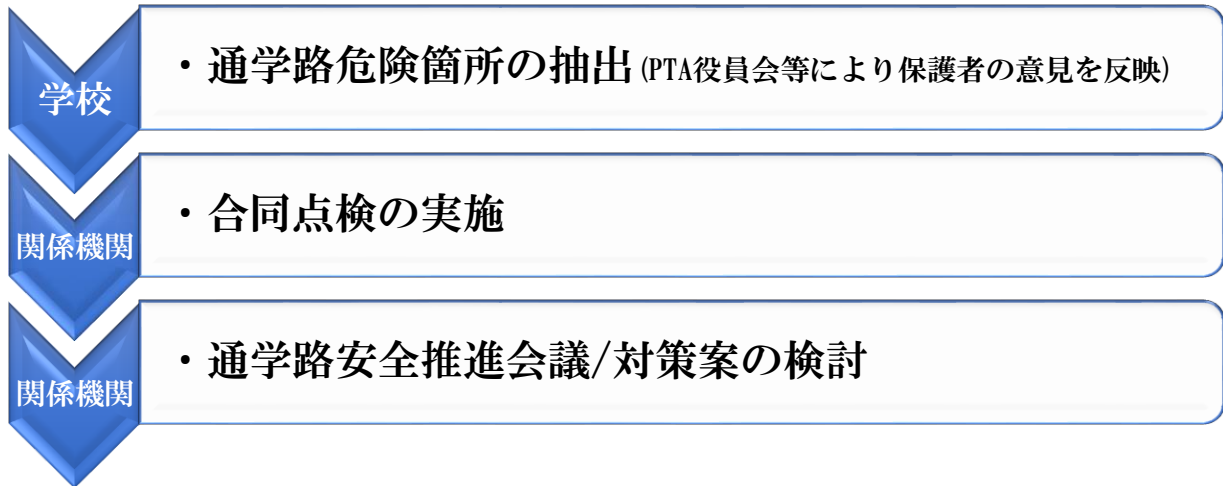 学校
・通学路危険箇所の抽出(PTA役員会等により保護者の意見を反映)
関係機関
・合同点検の実施
関係機関
・通学路安全推進会議/対策案の検討